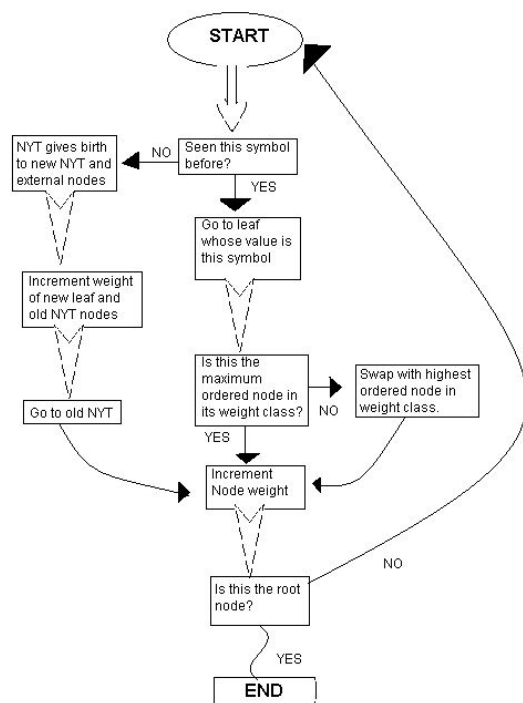 START
NYT gives birth
to new NYT and
external nodes
NO
Seen this symbol
before?
YES
Go to leaf
whose value is
this symbol
Increment weight
of new leaf and
old NYT nodes
Is this the
maximum
ordered node in
its weight class?
NO
Swap with highest
ordered node in
weight class.
Go to old NYT
YES
Increment
Node weight
NO
Is this the root
node?
YES
END